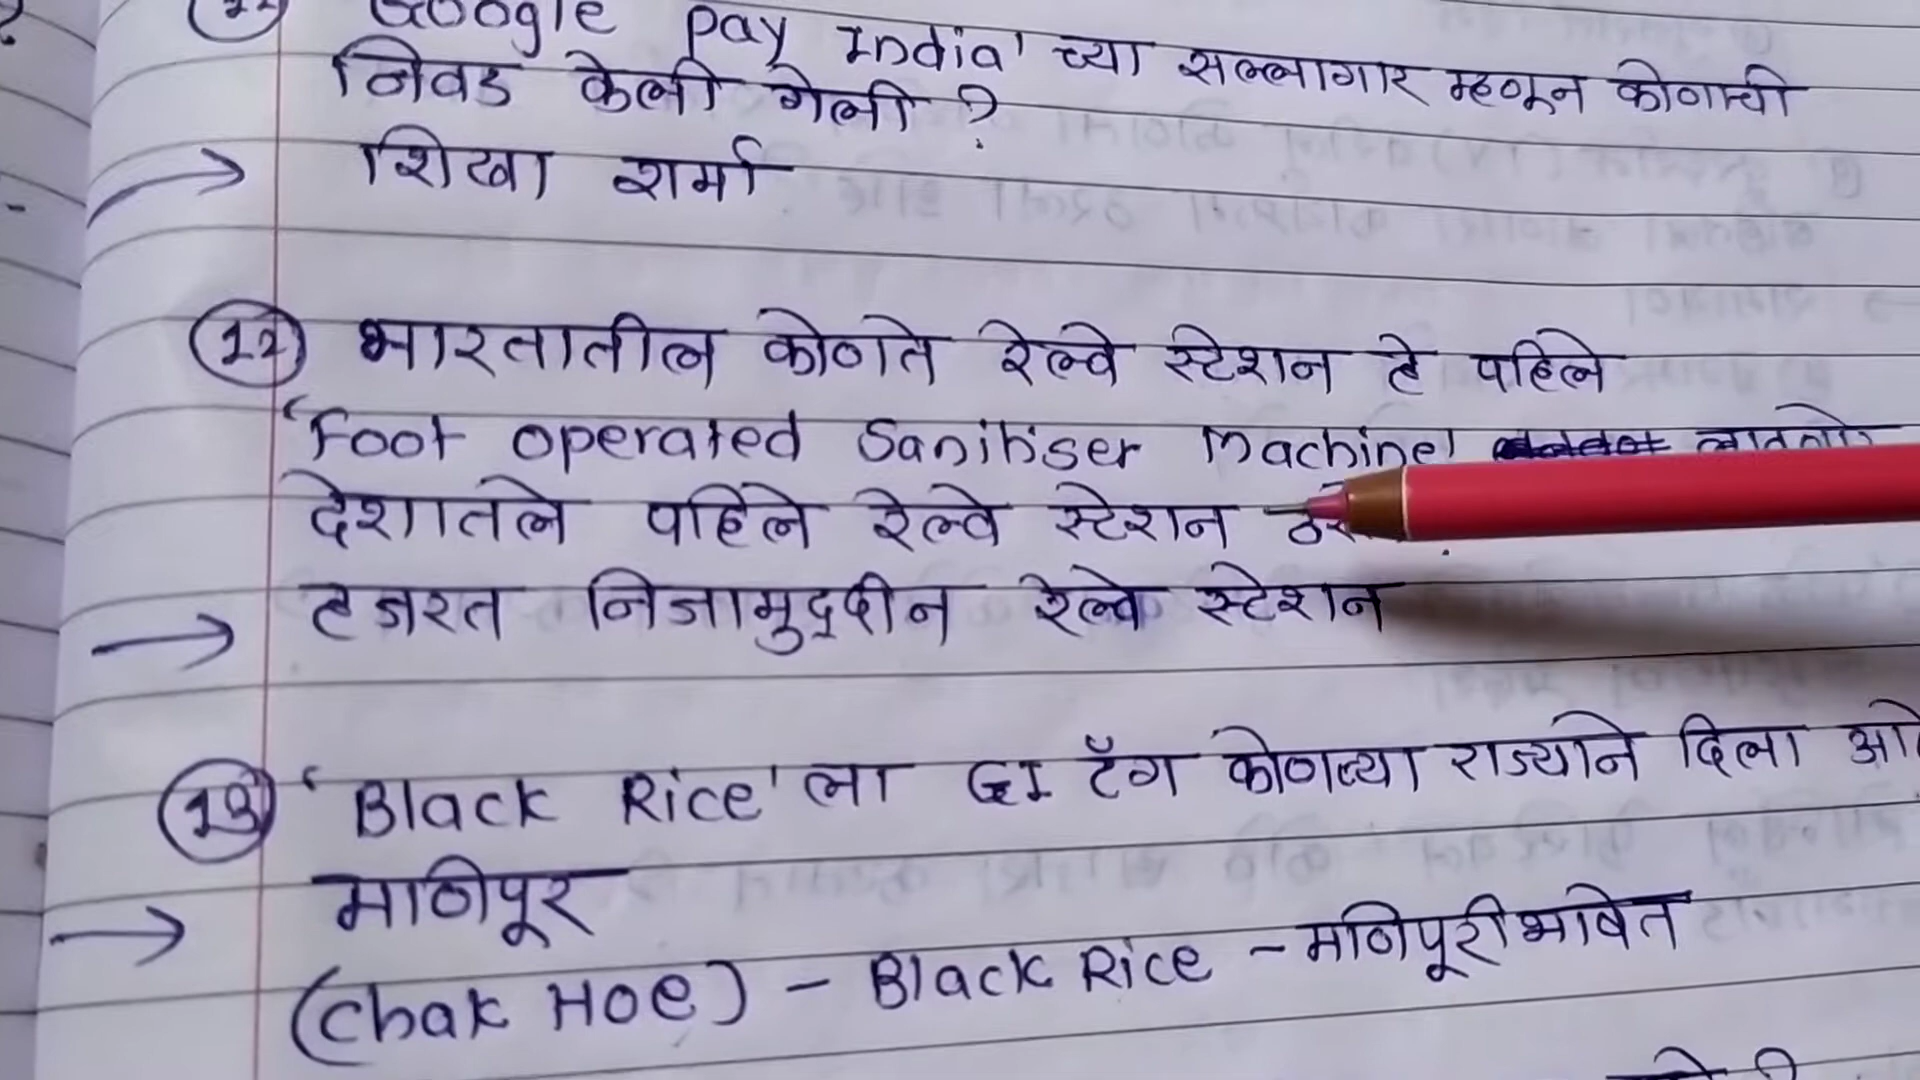 Google Pay India' च्या सल्लागार म्हणून कोणाची
निवड केली गेली ?
शिखा शर्मा
12 भारतातील कोणते रेल्वे स्टेशन हे पहिले
'Foot operated Sanitiser Machine'
देशातले पहिले रेल्वे स्टेशन
हजरत निजामुद्दीन रेल्वे स्टेशन
13 'Black Rice' ला GI टॅग कोणत्या राज्याने दिला
मणिपूर
(Chak Hoe) - Black Rice - मणिपूरी भाषेत